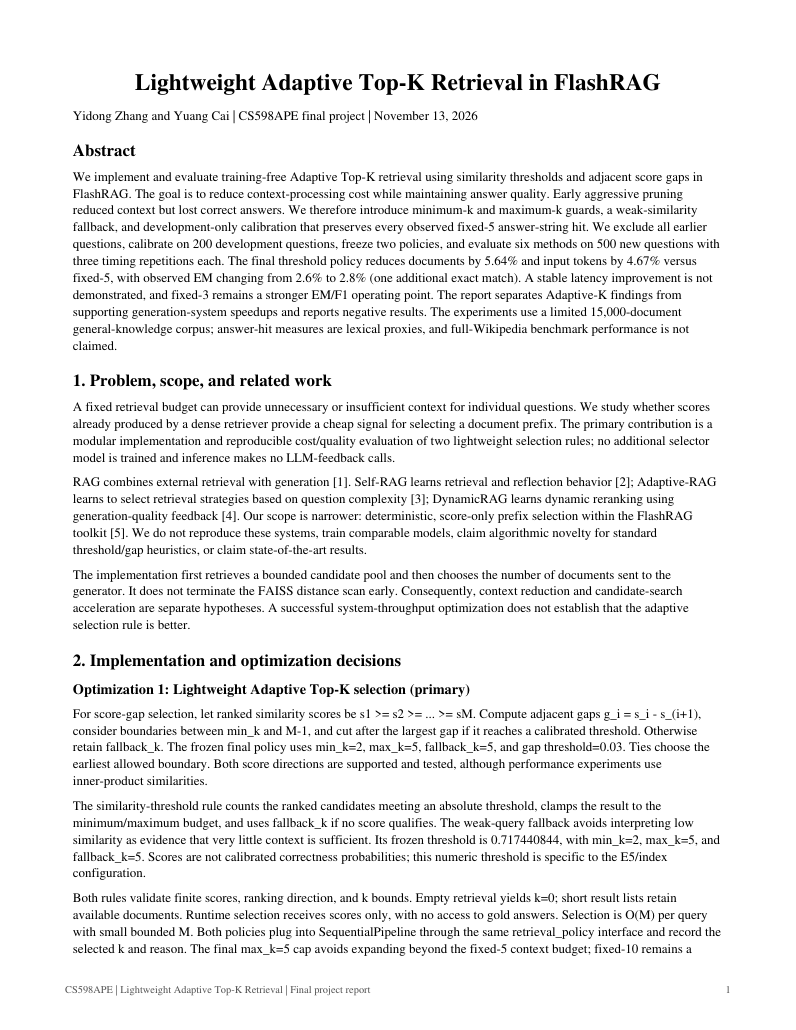 Lightweight Adaptive Top-K Retrieval in FlashRAG
Yidong Zhang and Yuang Cai | CS598APE final project | November 13, 2026
Abstract
We implement and evaluate training-free Adaptive Top-K retrieval using similarity thresholds and adjacent score gaps in
FlashRAG. The goal is to reduce context-processing cost while maintaining answer quality. Early aggressive pruning
reduced context but lost correct answers. We therefore introduce minimum-k and maximum-k guards, a weak-similarity
fallback, and development-only calibration that preserves every observed fixed-5 answer-string hit. We exclude all earlier
questions, calibrate on 200 development questions, freeze two policies, and evaluate six methods on 500 new questions with
three timing repetitions each. The final threshold policy reduces documents by 5.64% and input tokens by 4.67% versus
fixed-5, with observed EM changing from 2.6% to 2.8% (one additional exact match). A stable latency improvement is not
demonstrated, and fixed-3 remains a stronger EM/F1 operating point. The report separates Adaptive-K findings from
supporting generation-system speedups and reports negative results. The experiments use a limited 15,000-document
general-knowledge corpus; answer-hit measures are lexical proxies, and full-Wikipedia benchmark performance is not
claimed.
1. Problem, scope, and related work
A fixed retrieval budget can provide unnecessary or insufficient context for individual questions. We study whether scores
already produced by a dense retriever provide a cheap signal for selecting a document prefix. The primary contribution is a
modular implementation and reproducible cost/quality evaluation of two lightweight selection rules; no additional selector
model is trained and inference makes no LLM-feedback calls.
RAG combines external retrieval with generation [1]. Self-RAG learns retrieval and reflection behavior [2]; Adaptive-RAG
learns to select retrieval strategies based on question complexity [3]; DynamicRAG learns dynamic reranking using
generation-quality feedback [4]. Our scope is narrower: deterministic, score-only prefix selection within the FlashRAG
toolkit [5]. We do not reproduce these systems, train comparable models, claim algorithmic novelty for standard
threshold/gap heuristics, or claim state-of-the-art results.
The implementation first retrieves a bounded candidate pool and then chooses the number of documents sent to the
generator. It does not terminate the FAISS distance scan early. Consequently, context reduction and candidate-search
acceleration are separate hypotheses. A successful system-throughput optimization does not establish that the adaptive
selection rule is better.
2. Implementation and optimization decisions
Optimization 1: Lightweight Adaptive Top-K selection (primary)
For score-gap selection, let ranked similarity scores be s1 >= s2 >= ... >= sM. Compute adjacent gaps g_i = s_i - s_(i+1),
consider boundaries between min_k and M-1, and cut after the largest gap if it reaches a calibrated threshold. Otherwise
retain fallback_k. The frozen final policy uses min_k=2, max_k=5, fallback_k=5, and gap threshold=0.03. Ties choose the
earliest allowed boundary. Both score directions are supported and tested, although performance experiments use
inner-product similarities.
The similarity-threshold rule counts the ranked candidates meeting an absolute threshold, clamps the result to the
minimum/maximum budget, and uses fallback_k if no score qualifies. The weak-query fallback avoids interpreting low
similarity as evidence that very little context is sufficient. Its frozen threshold is 0.717440844, with min_k=2, max_k=5, and
fallback_k=5. Scores are not calibrated correctness probabilities; this numeric threshold is specific to the E5/index
configuration.
Both rules validate finite scores, ranking direction, and k bounds. Empty retrieval yields k=0; short result lists retain
available documents. Runtime selection receives scores only, with no access to gold answers. Selection is O(M) per query
with small bounded M. Both policies plug into SequentialPipeline through the same retrieval_policy interface and record the
selected k and reason. The final max_k=5 cap avoids expanding beyond the fixed-5 context budget; fixed-10 remains a
CS598APE | Lightweight Adaptive Top-K Retrieval | Final project report
1